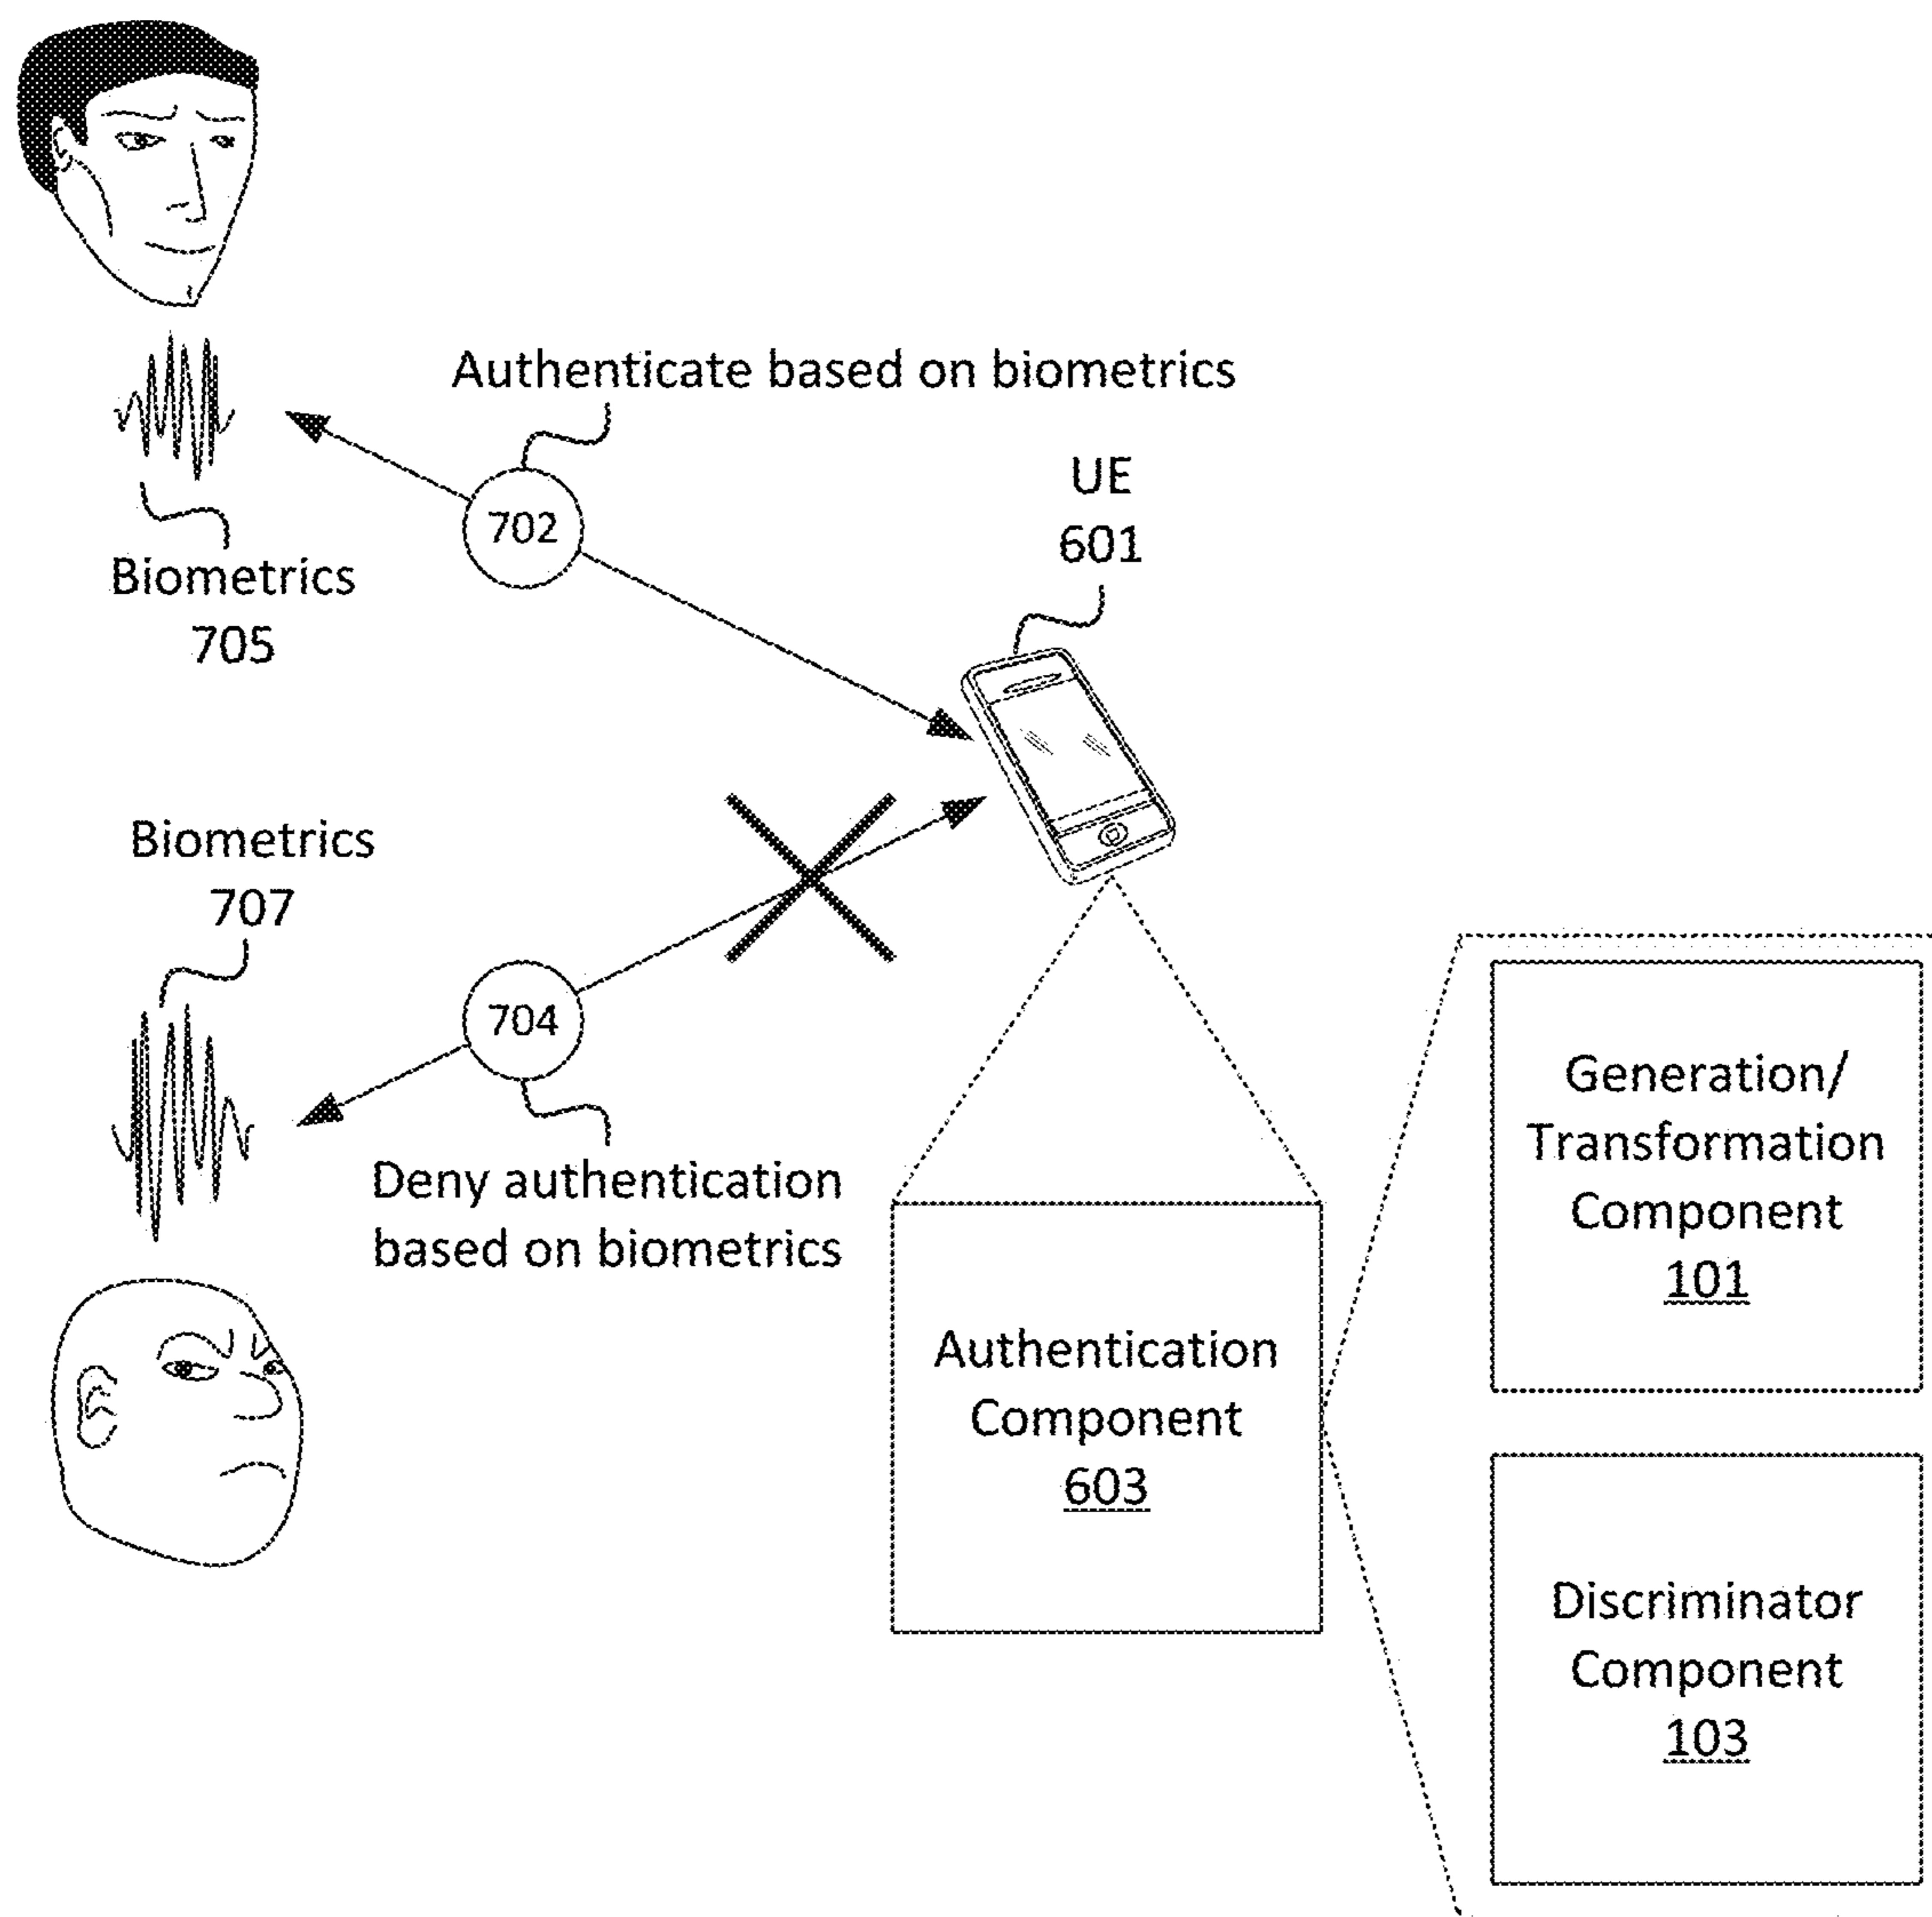 Authenticate based on biometrics
702
Biometrics
705
UE
601
Biometrics
707
704
Deny authentication
based on biometrics
Authentication
Component
603
Generation/
Transformation
Component
101
Discriminator
Component
103